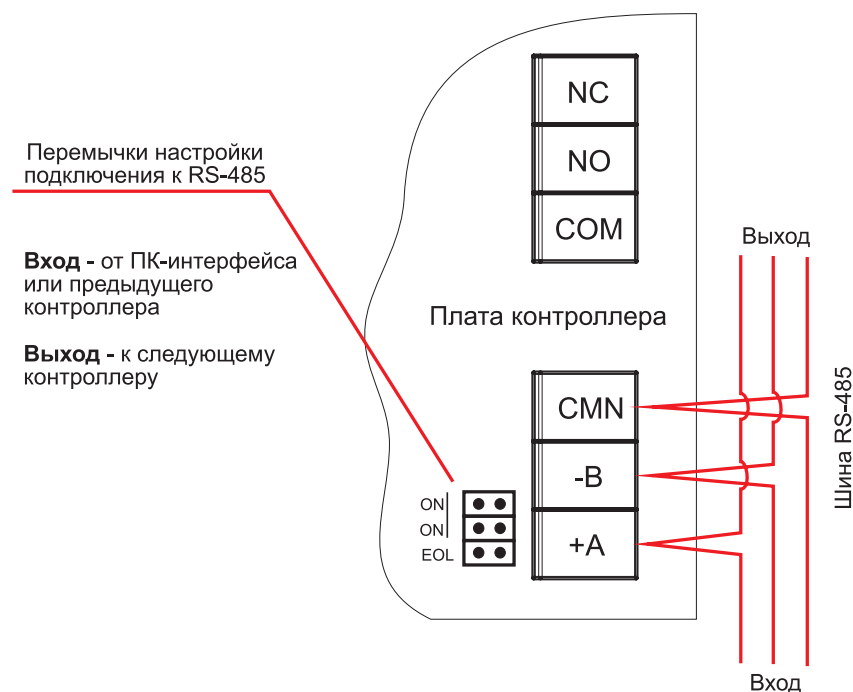 NC
NO
COM
Перемычки настройки
подключения к RS-485
Вход - от ПК-интерфейса
или предыдущего
контроллера
Выход - к следующему
контроллеру
Плата контроллера
Выход
CMN
-B
+A
ON
ON
EOL
Шина RS-485
Вход